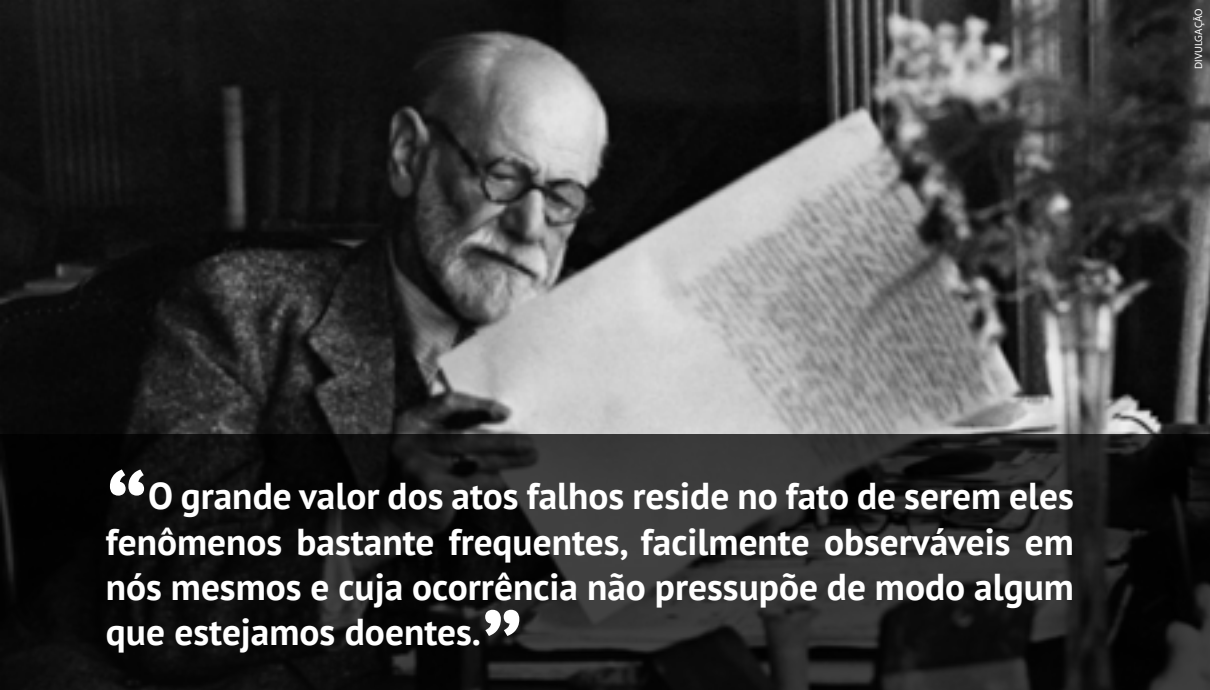 DIVULGAÇÃO
“O grande valor dos atos falhos reside no fato de serem eles
fenômenos bastante frequentes, facilmente observáveis em
nós mesmos e cuja ocorrência não pressupõe de modo algum
que estejamos doentes.”